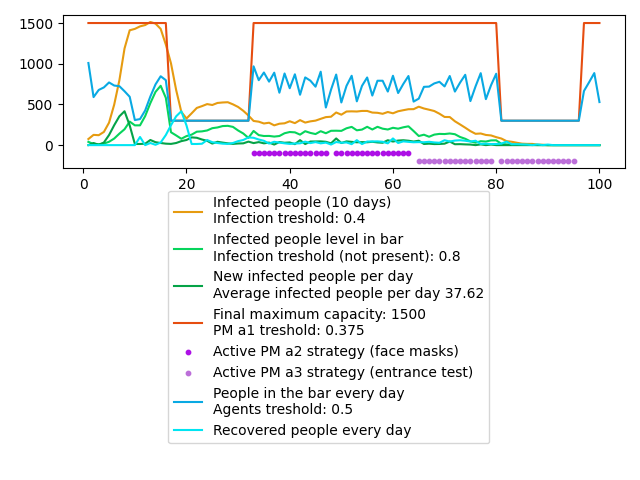 1500
1000
500
0
0
20
40
60
80
100
Infected people (10 days)
Infection treshold: 0.4
Infected people level in bar
Infection treshold (not present): 0.8
New infected people per day
Average infected people per day 37.62
Final maximum capacity: 1500
PM a1 treshold: 0.375
Active PM a2 strategy (face masks)
Active PM a3 strategy (entrance test)
People in the bar every day
Agents treshold: 0.5
Recovered people every day